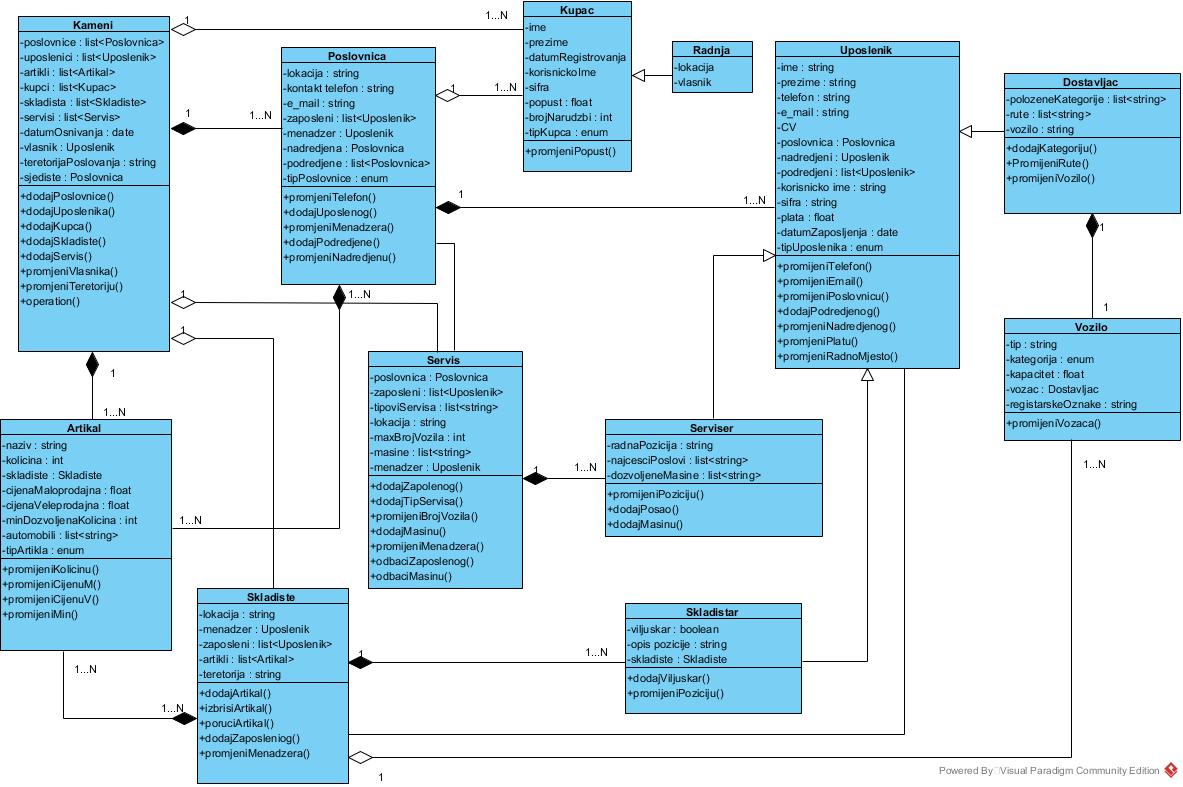 Kameni
-poslovnice : list<Poslovnica>
-uposlenici : list<Uposlenik>
-artikli : list<Artikal>
-kupci : list<Kupac>
-skladista : list<Skladiste>
-servisi : list<Servis>
-datumOsnivanja : date
-vlasnik : Uposlenik
-teretorijaPoslovanja : string
-sjediste : Poslovnica
+dodajPoslovnice()
+dodajUposlenika()
+dodajKupca()
+dodajSkladiste()
+dodajServis()
+promjeniVlasnika()
+promjeniTeretoriju()
+operation()
1
1...N
1
1...N
1
1
1
1...N
Poslovnica
-lokacija : string
-kontakt telefon : string
-e_mail : string
-zaposleni : list<Uposlenik>
-menadzer : Uposlenik
-nadredjena : Poslovnica
-podredjene : list<Poslovnica>
-tipPoslovnice : enum
+promjeniTelefon()
+dodajUposlenog()
+promjeniMenadzera()
+dodajPodredjene()
+promjeniNadredjenu()
1
1...N
1
1...N
1...N
Kupac
-ime
-prezime
-datumRegistrovanja
-korisnickoIme
-sifra
-popust : float
-brojNarudzbi : int
-tipKupca : enum
+promjeniPopust()
Radnja
-lokacija
-vlasnik
Uposlenik
-ime : string
-prezime : string
-telefon : string
-e_mail : string
-CV
-poslovnica : Poslovnica
-nadredjeni : Uposlenik
-podredjeni : list<Uposlenik>
-korisnicko ime : string
-sifra : string
-plata : float
-datumZaposljenja : date
-tipUposlenika : enum
+promijeniTelefon()
+promijeniEmail()
+promijeniPoslovnicu()
+dodajPodredjenog()
+promjeniNadredjenog()
+promjeniPlatu()
+promjeniRadnoMjesto()
Dostavljac
-polozeneKategorije : list<string>
-rute : list<string>
-vozilo : string
+dodajKategoriju()
+PromijeniRute()
+promijeniVozilo()
1
1
Vozilo
-tip : string
-kategorija : enum
-kapacitet : float
-vozac : Dostavljac
-registarskeOznake : string
+promijeniVozaca()
1...N
Servis
-poslovnica : Poslovnica
-zaposleni : list<Uposlenik>
-tipoviServisa : list<string>
-lokacija : string
-maxBrojVozila : int
-masine : list<string>
-menadzer : Uposlenik
+dodajZapolenog()
+dodajTipServisa()
+promijeniBrojVozila()
+dodajMasinu()
+promijeniMenadzera()
+odbaciZaposlenog()
+odbaciMasinu()
1
1...N
Serviser
-radnaPozicija : string
-najcesciPoslovi : list<string>
-dozvoljeneMasine : list<string>
+promijeniPoziciju()
+dodajPosao()
+dodajMasinu()
Artikal
-naziv : string
-kolicina : int
-skladiste : Skladiste
-cijenaMaloprodajna : float
-cijenaVeleprodajna : float
-minDozvoljenaKolicina : int
-automobili : list<string>
-tipArtikla : enum
+promijeniKolicinu()
+promijeniCijenuM()
+promijeniCijenuV()
+promijeniMin()
1...N
1...N
1...N
Skladiste
-lokacija : string
-menadzer : Uposlenik
-zaposleni : list<Uposlenik>
-artikli : list<Artikal>
-teretorija : string
+dodajArtikal()
+izbrisiArtikal()
+poruciArtikal()
+dodajZaposleniog()
+promjeniMenadzera()
1
1...N
1
Skladistar
-viljuskar : boolean
-opis pozicije : string
-skladiste : Skladiste
+dodajViljuskar()
+promijeniPoziciju()
Powered By Visual Paradigm Community Edition